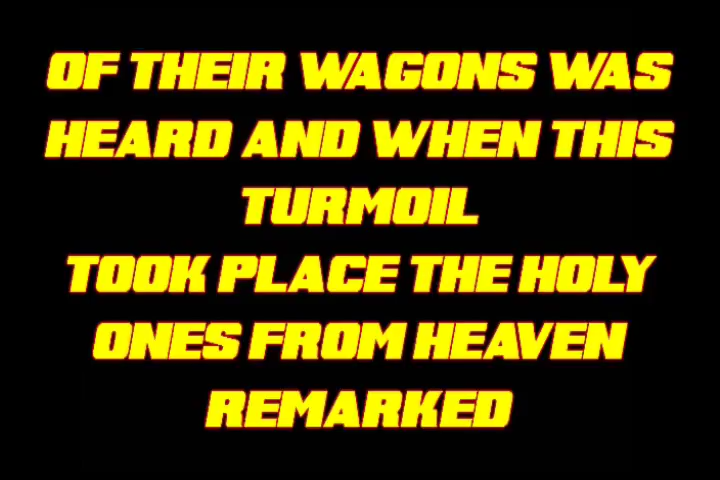 OF THEIR WAGONS WAS
HEARD AND WHEN THIS
TURMOIL
TOOK PLACE THE HOLY
ONES FROM HEAVEN
REMARKED